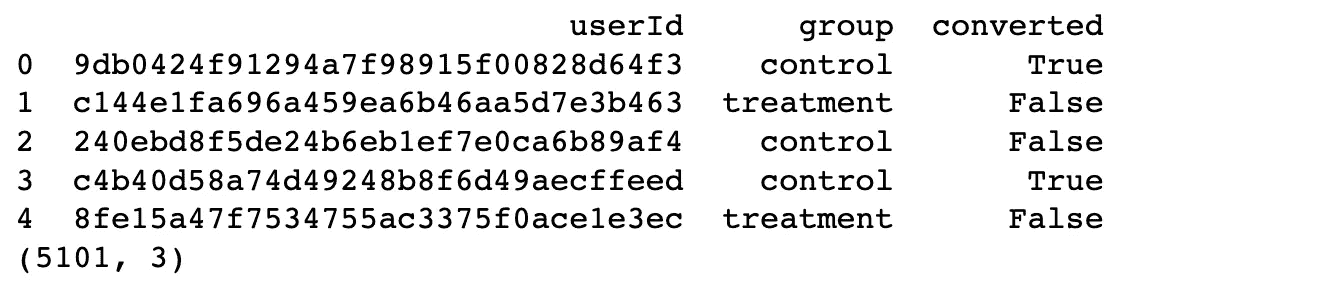 userId group converted
0 9db0424f91294a7f98915f00828d64f3 control True
1 c144e1fa696a459ea6b46aa5d7e3b463 treatment False
2 240ebd8f5de24b6eb1ef7e0ca6b89af4 control False
3 c4b40d58a74d49248b8f6d49aecffeed control True
4 8fe15a47f7534755ac3375f0ace1e3ec treatment False
(5101, 3)